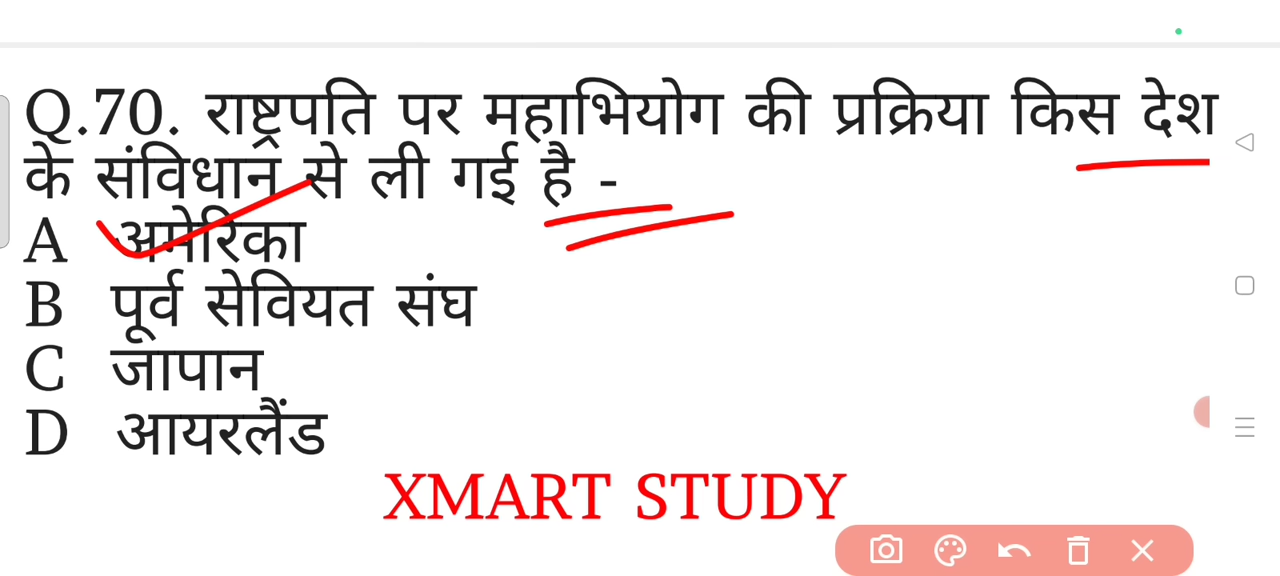 Q.70. राष्ट्रपति पर महाभियोग की प्रक्रिया किस देश
के संविधान से ली गई है -
A अमेरिका
B पूर्व सेवियत संघ
C जापान
D आयरलैंड
XMART STUDY